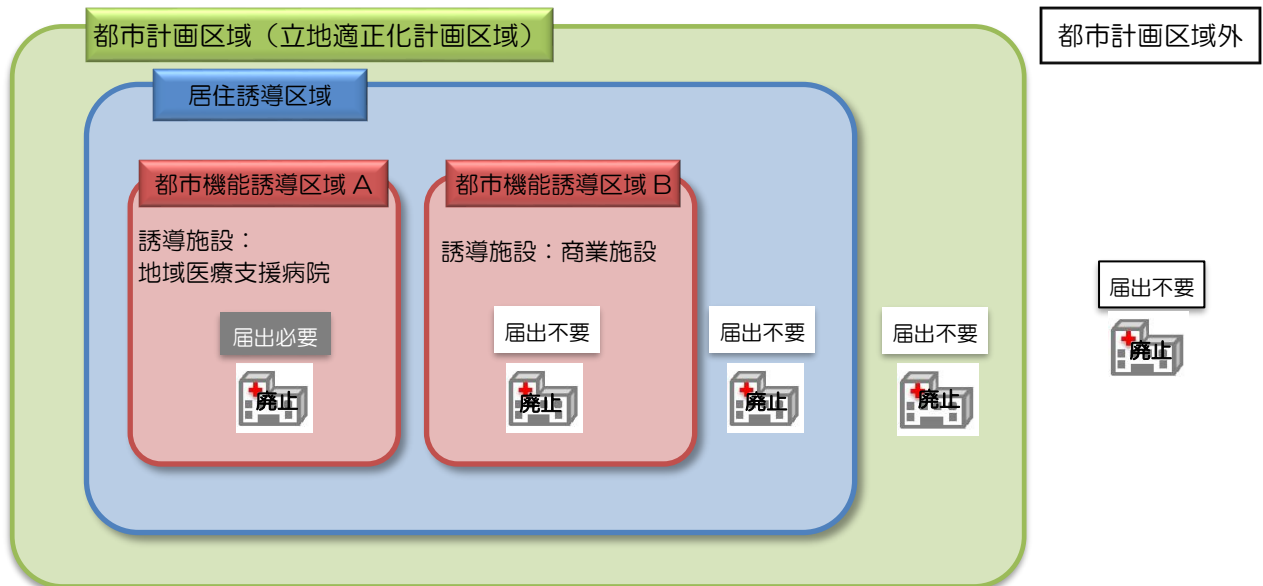 都市計画区域(立地適正化計画区域)
都市計画区域外
居住誘導区域
都市機能誘導区域 A
都市機能誘導区域 B
誘導施設:
地域医療支援病院
誘導施設:商業施設
届出必要
届出不要
届出不要
届出不要
届出不要
廃止
廃止
廃止
廃止
廃止